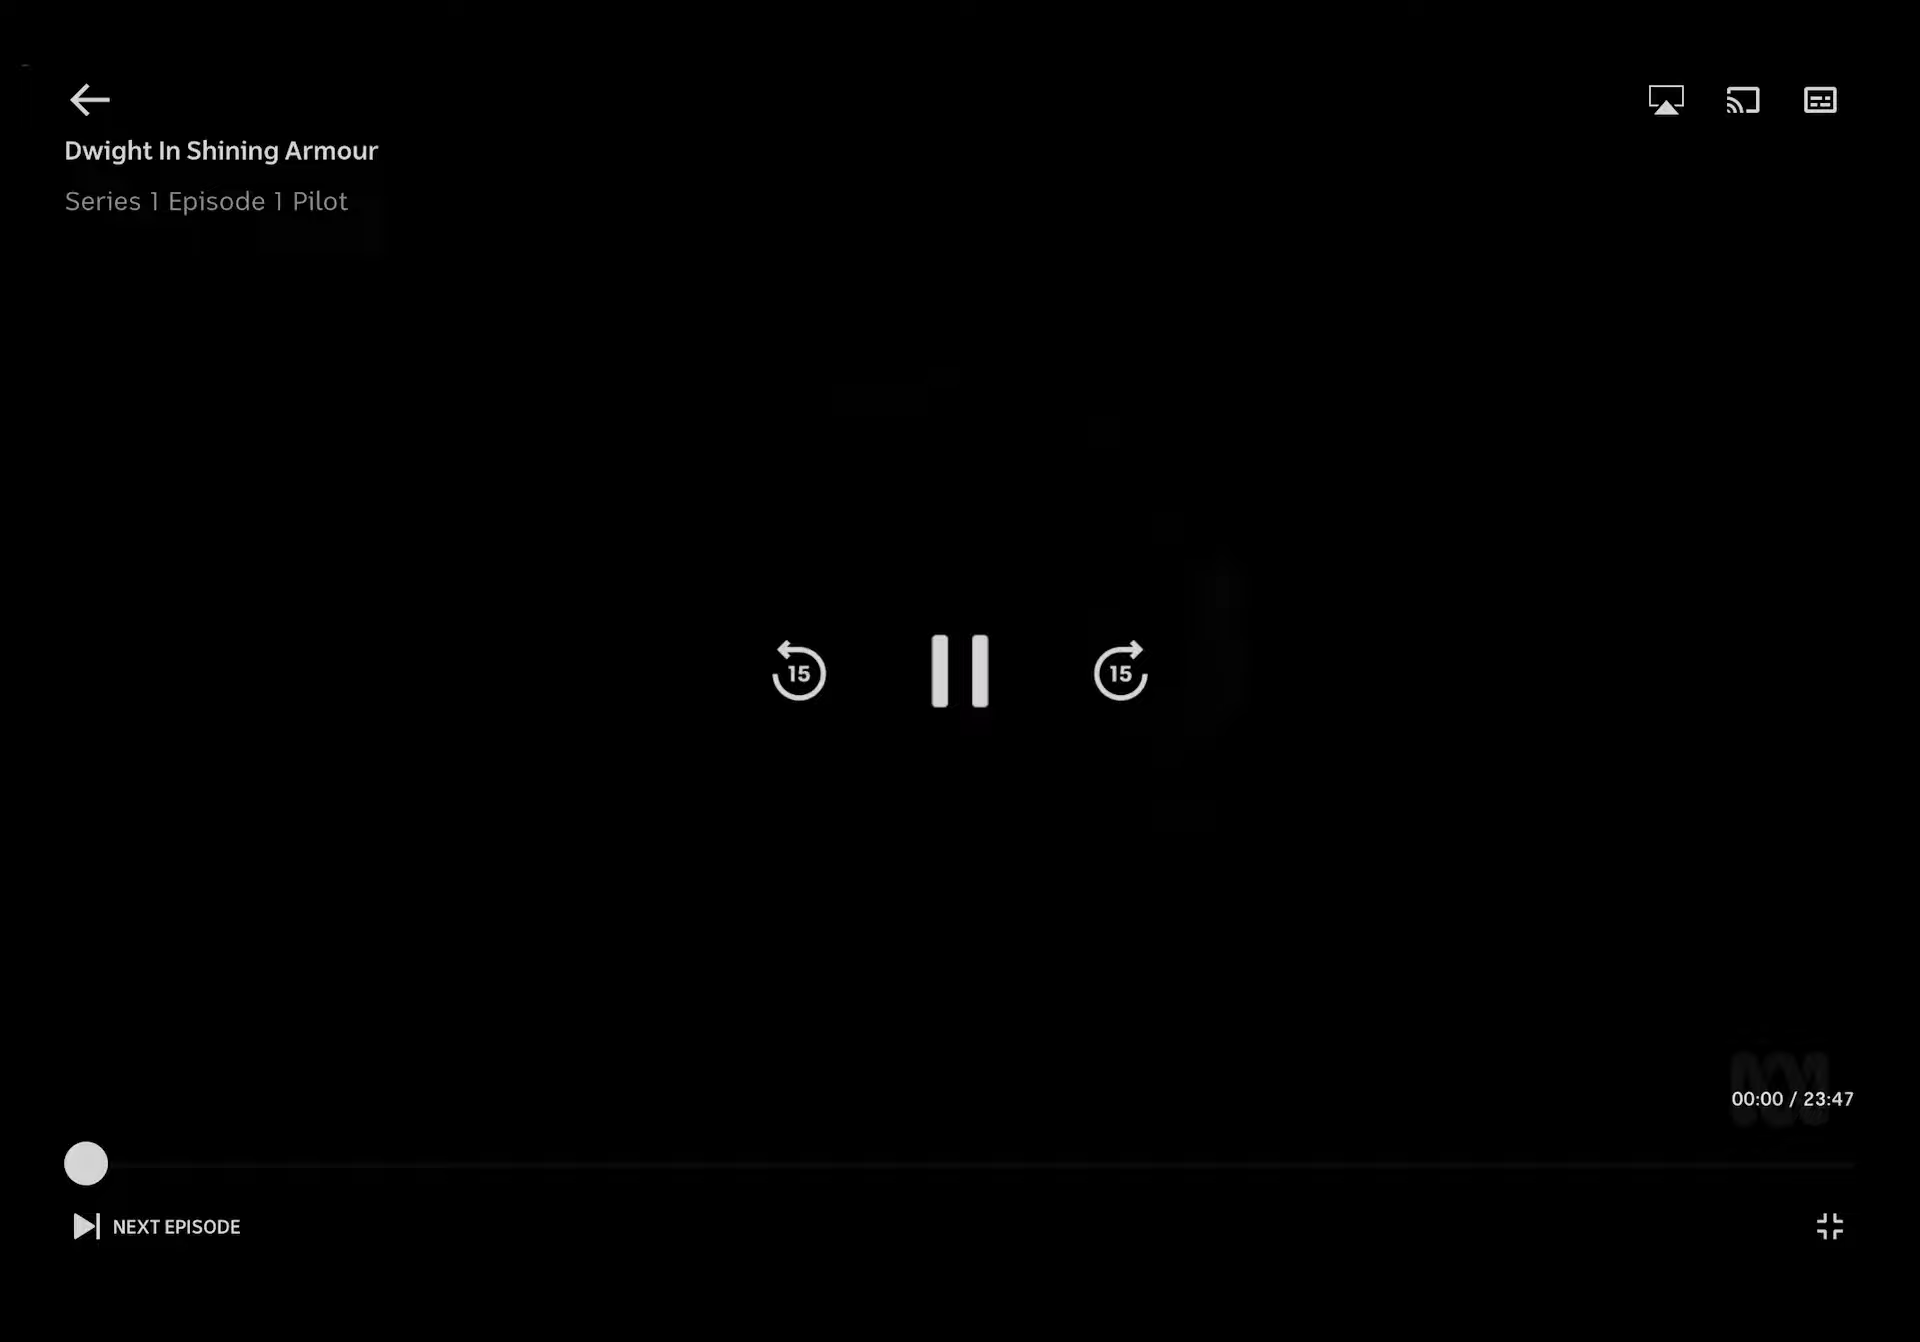 Dwight In Shining Armour
Series 1 Episode 1 Pilot
15
15
00:00 / 23:47
NEXT EPISODE